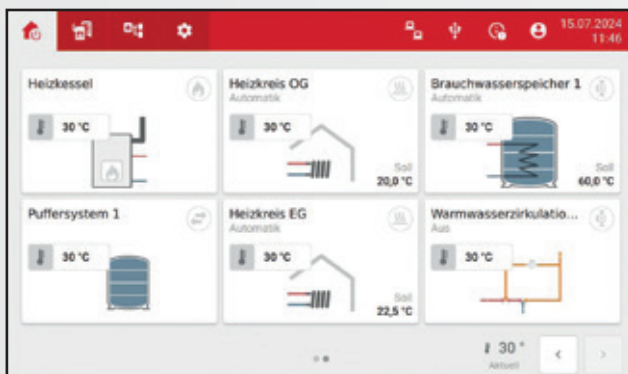 15.07.2024
11:46
Heizkessel
30 °C
Heizkreis OG
Automatik
30 °C
Soll
20,0 °C
Brauchwasserspeicher 1
Automatik
30 °C
Soll
60,0 °C
Puffersystem 1
30 °C
Heizkreis EG
Automatik
30 °C
Soll
22,5 °C
Warmwasserzirkulatio...
Aus
30 °C
30 °
Aktuell